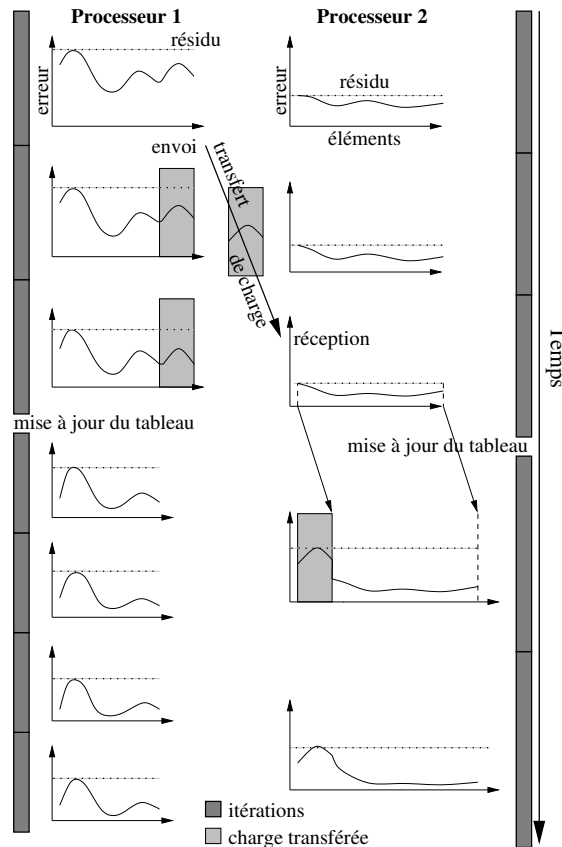 Processeur 1
Processeur 2
résidu
erreur
résidu
erreur
éléments
envoi
transfert
de charge
réception
Temps
mise à jour du tableau
mise à jour du tableau
itérations
charge transférée